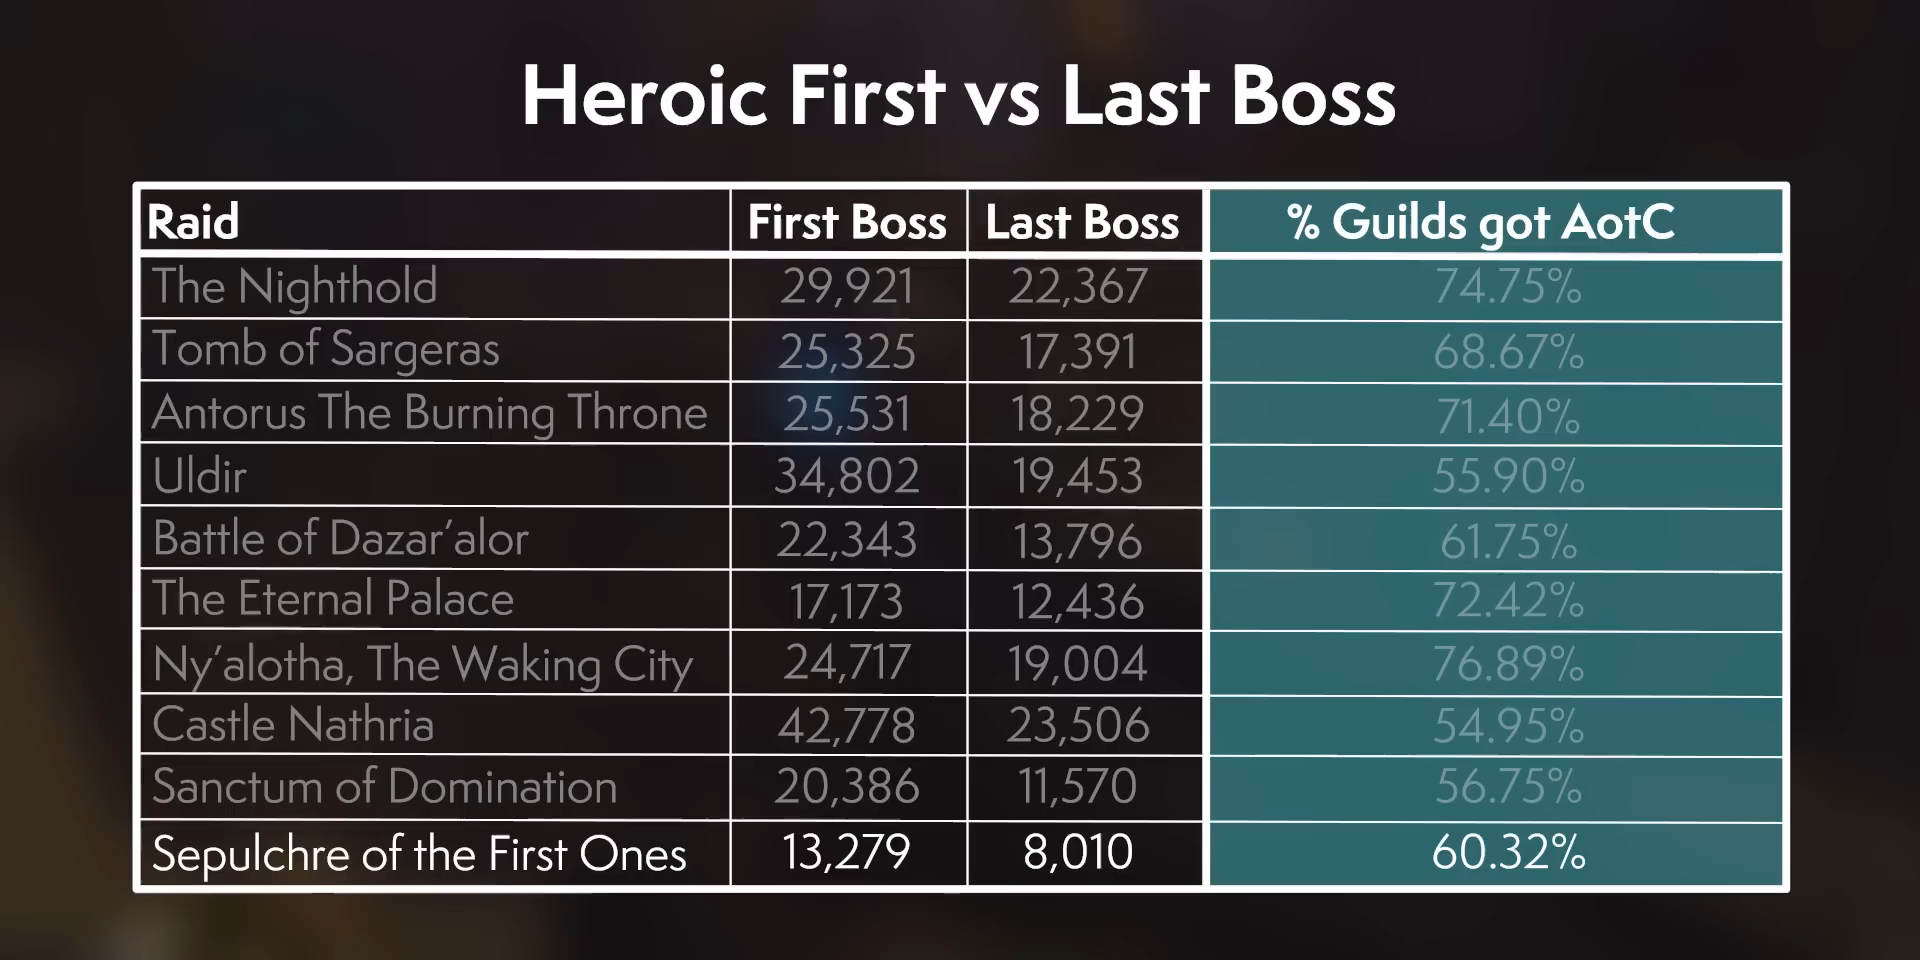 Heroic First vs Last Boss
Raid First Boss Last Boss % Guilds got AotC
The Nighthold 29,921 22,367 74.75%
Tomb of Sargeras 25,325 17,391 68.67%
Antorus The Burning Throne 25,531 18,229 71.40%
Uldir 34,802 19,453 55.90%
Battle of Dazar’alor 22,343 13,796 61.75%
The Eternal Palace 17,173 12,436 72.42%
Ny’alotha, The Waking City 24,717 19,004 76.89%
Castle Nathria 42,778 23,506 54.95%
Sanctum of Domination 20,386 11,570 56.75%
Sepulchre of the First Ones 13,279 8,010 60.32%